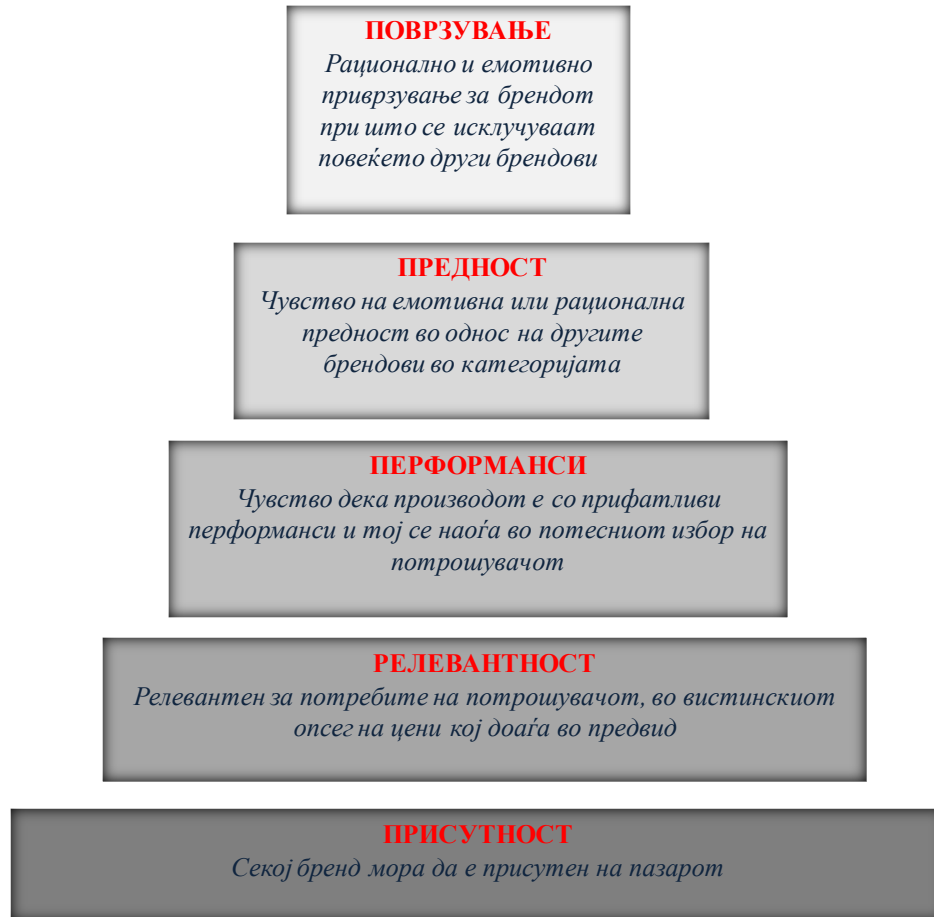 ПОВРЗУВАЊЕ
Рационално и емотивно
приврзување за брендот
при што се исклучуваат
повеќето други брендови
ПРЕДНОСТ
Чувство на емотивна или рационална
предност во однос на другите
брендови во категоријата
ПЕРФОРМАНСИ
Чувство дека производот е со прифатливи
перформанси и тој се наоѓа во потесниот избор на
потрошувачот
РЕЛЕВАНТНОСТ
Релевантен за потребите на потрошувачот, во вистинскиот
опсег на цени кој доаѓа во предвид
ПРИСУТНОСТ
Секој бренд мора да е присутен на пазарот